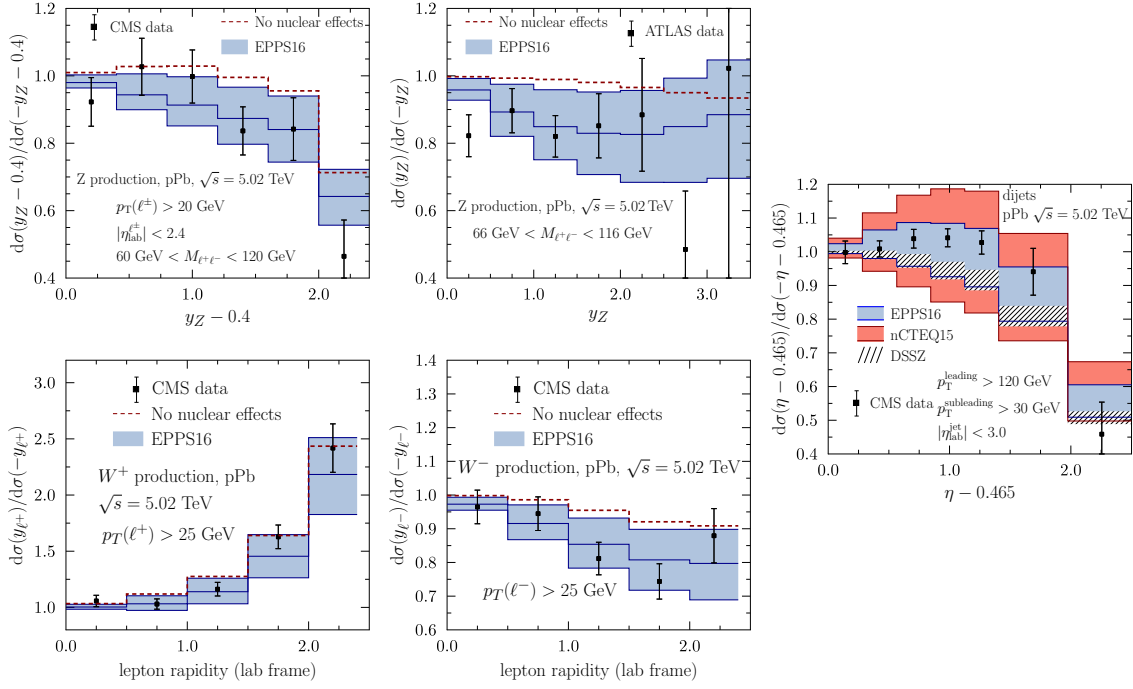 CMS data
No nuclear effects
EPPS16
Z production, pPb, √s = 5.02 TeV
p_T(ℓ^±) > 20 GeV
|η_lab^ℓ^±| < 2.4
60 GeV < M_ℓ^+ℓ^- < 120 GeV
dσ(y_Z − 0.4)/dσ(−y_Z − 0.4)
1.2
1.0
0.8
0.6
0.4
0.0
1.0
2.0
y_Z − 0.4
No nuclear effects
ATLAS data
EPPS16
Z production, pPb, √s = 5.02 TeV
66 GeV < M_ℓ^+ℓ^- < 116 GeV
dσ(y_Z)/dσ(−y_Z)
1.2
1.0
0.8
0.6
0.4
0.0
1.0
2.0
3.0
y_Z
dijets
pPb √s = 5.02 TeV
EPPS16
nCTEQ15
DSSZ
CMS data
p_T^leading > 120 GeV
p_T^subleading > 30 GeV
|η_lab^jet| < 3.0
dσ(η − 0.465)/dσ(−η − 0.465)
1.2
1.1
1.0
0.9
0.8
0.7
0.6
0.5
0.4
0.0
1.0
2.0
η − 0.465
CMS data
No nuclear effects
EPPS16
W^+ production, pPb
√s = 5.02 TeV
p_T(ℓ^+) > 25 GeV
dσ(y_ℓ^+)/dσ(−y_ℓ^+)
3.0
2.5
2.0
1.5
1.0
0.0
1.0
2.0
lepton rapidity (lab frame)
CMS data
No nuclear effects
EPPS16
W^- production, pPb, √s = 5.02 TeV
p_T(ℓ^-) > 25 GeV
dσ(y_ℓ^-)/dσ(−y_ℓ^-)
1.4
1.3
1.2
1.1
1.0
0.9
0.8
0.7
0.6
0.0
1.0
2.0
lepton rapidity (lab frame)